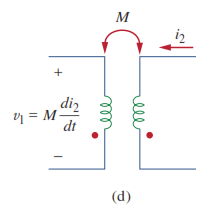 M
i₂
+
v₁ = M di₂/dt
−
(d)